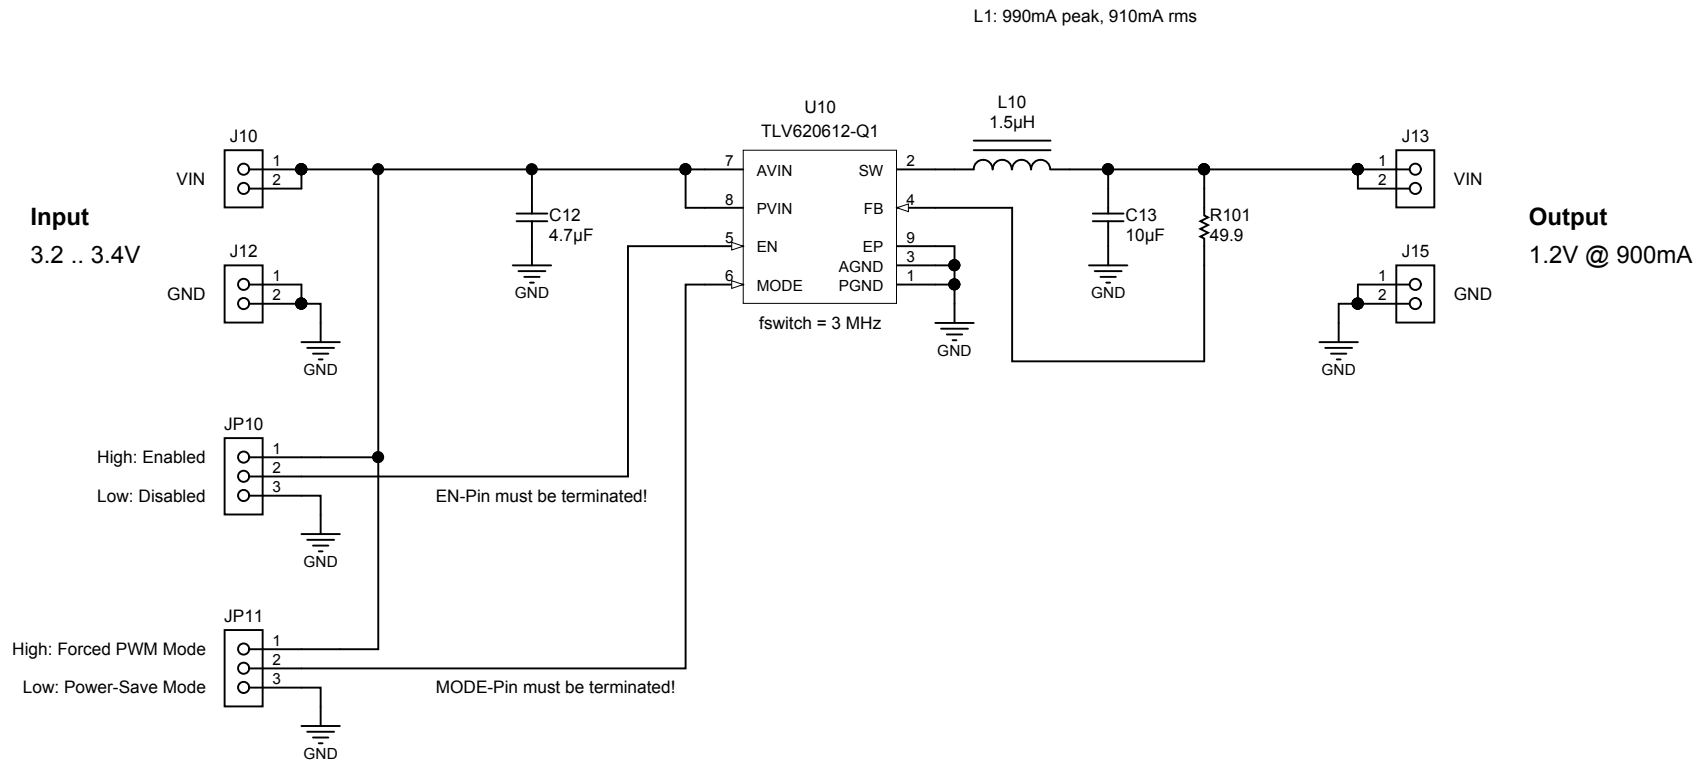 L1: 990mA peak, 910mA rms
U10
TLV620612-Q1
L10
1.5µH
J10
1
2
VIN
7
AVIN
8
PVIN
5
EN
6
MODE
SW
2
FB
4
EP
9
AGND
3
PGND
1
fswitch = 3 MHz
GND
C12
4.7µF
GND
C13
10µF
GND
R101
49.9
J13
1
2
VIN
Input
3.2 .. 3.4V
Output
1.2V @ 900mA
J12
1
2
GND
GND
J15
1
2
GND
GND
JP10
High: Enabled
1
2
Low: Disabled
3
EN-Pin must be terminated!
GND
JP11
High: Forced PWM Mode
1
2
Low: Power-Save Mode
3
MODE-Pin must be terminated!
GND